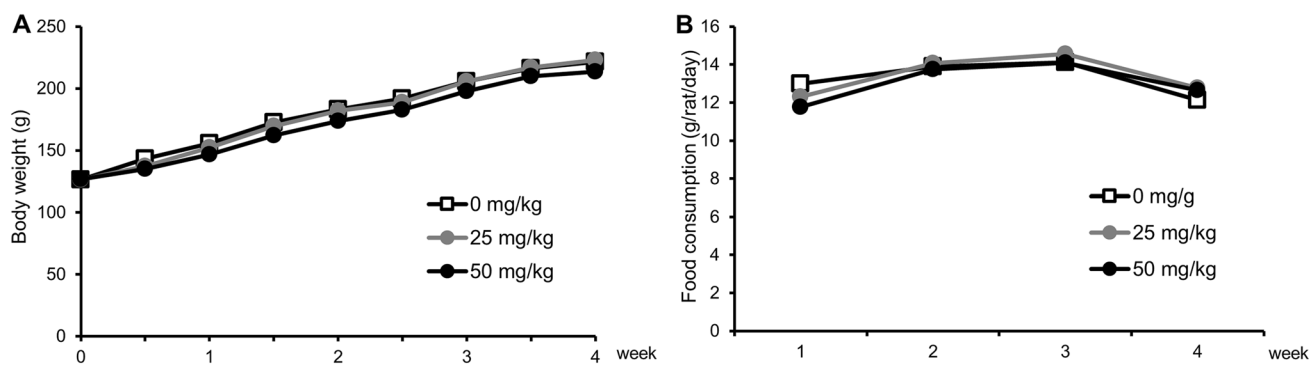 A
Body weight (g)
250
200
150
100
50
0
0 1 2 3 4 week
0 mg/kg
25 mg/kg
50 mg/kg
B
Food consumption (g/rat/day)
16
14
12
10
8
6
4
2
0
1 2 3 4 week
0 mg/g
25 mg/kg
50 mg/kg